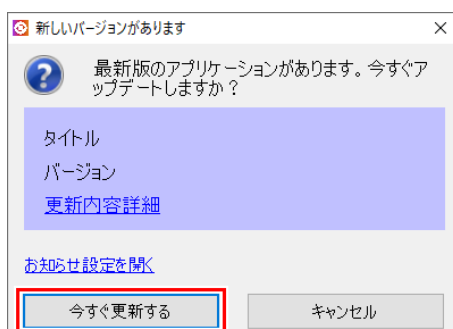 新しいバージョンがあります
最新版のアプリケーションがあります。今すぐア
ップデートしますか？
タイトル
バージョン
更新内容詳細
お知らせ設定を開く
今すぐ更新する
キャンセル